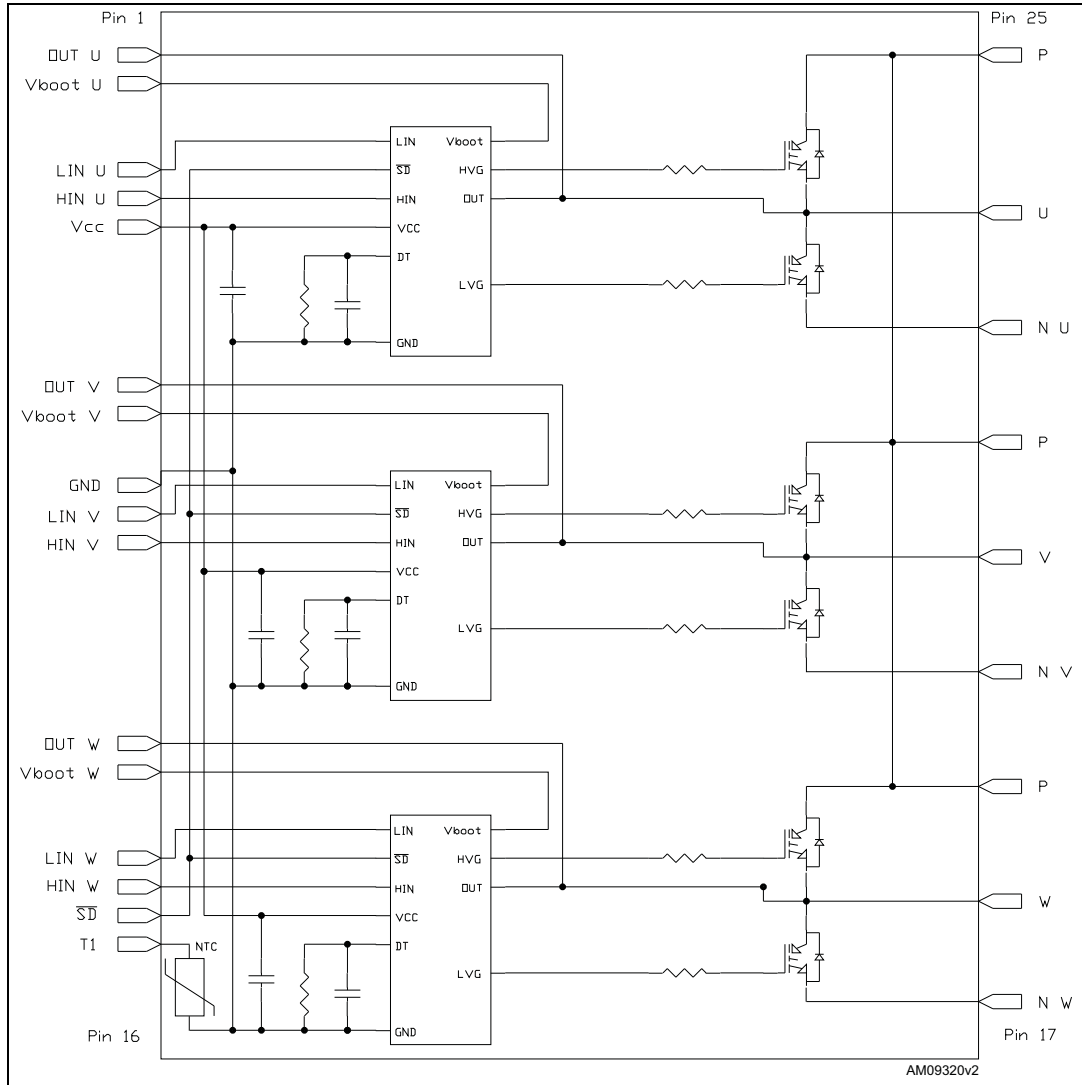 Pin 1
Pin 25
OUT U
P
Vboot U
LIN
Vboot
LIN U
SD
HVG
HIN U
HIN
OUT
U
Vcc
VCC
DT
LVG
N U
GND
OUT V
Vboot V
P
GND
LIN
Vboot
LIN V
SD
HVG
HIN V
HIN
OUT
V
VCC
DT
LVG
N V
GND
OUT W
Vboot W
P
LIN
Vboot
LIN W
SD
HVG
HIN W
HIN
OUT
W
SD
VCC
T1
NTC
DT
LVG
N W
GND
Pin 16
Pin 17
AM09320v2